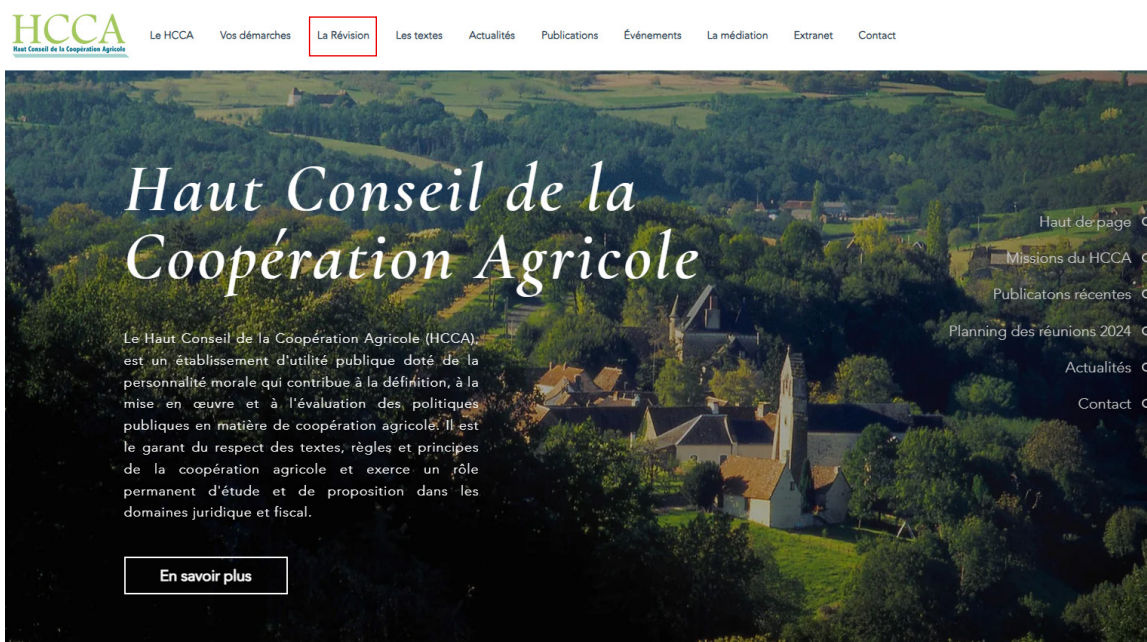 HCCA
Haut Conseil de la Coopération Agricole
Le HCCA
Vos démarches
La Révision
Les textes
Actualités
Publications
Événements
La médiation
Extranet
Contact
Haut Conseil de la
Coopération Agricole
Le Haut Conseil de la Coopération Agricole (HCCA),
est un établissement d'utilité publique doté de la
personnalité morale qui contribue à la définition, à la
mise en œuvre et à l'évaluation des politiques
publiques en matière de coopération agricole. Il est
le garant du respect des textes, règles et principes
de la coopération agricole et exerce un rôle
permanent d'étude et de proposition dans les
domaines juridique et fiscal.
En savoir plus
Haut de page
Missions du HCCA
Publicatons récentes
Planning des réunions 2024
Actualités
Contact